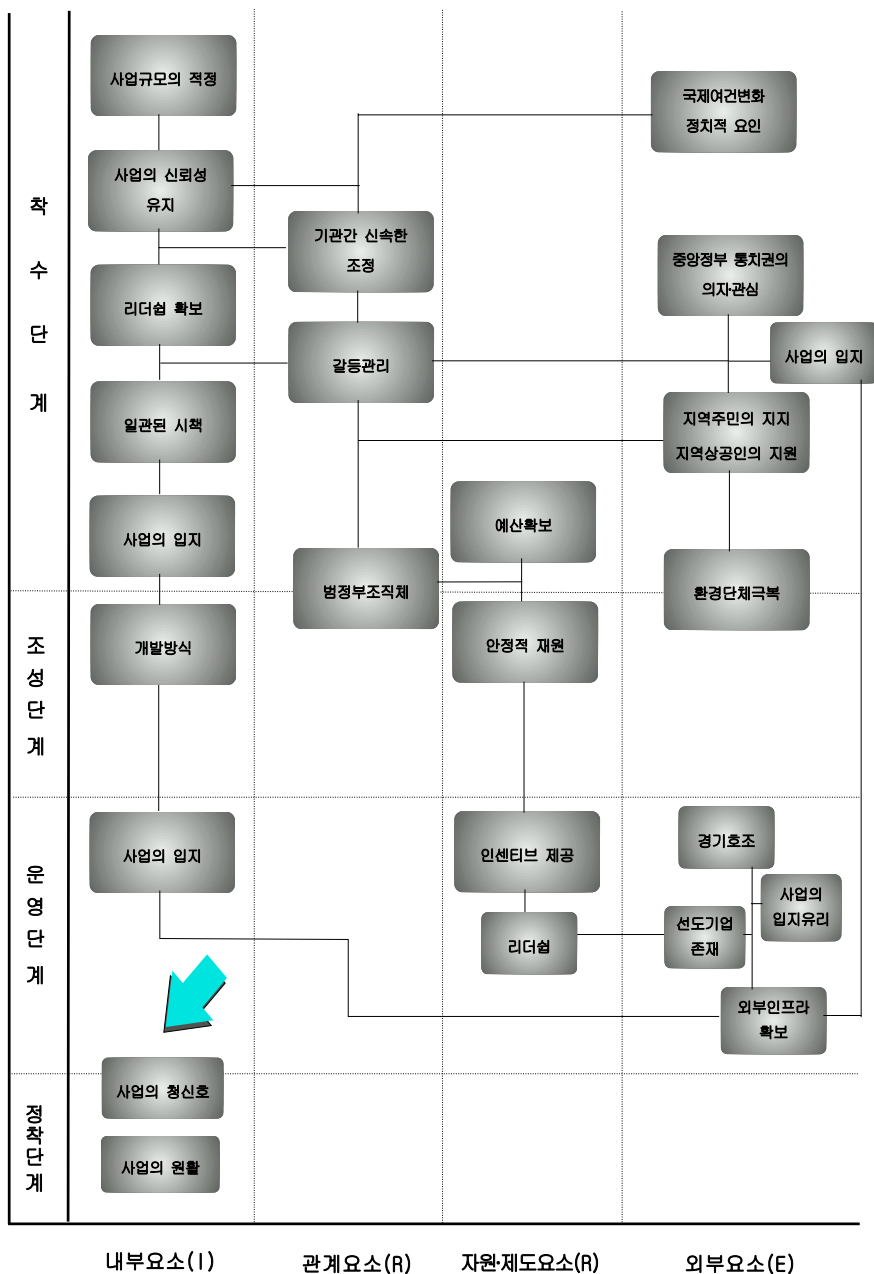 착수단계
사업규모의 적정
국제여건변화
정치적 요인
사업의 신뢰성
유지
기관간 신속한
조정
중앙정부 통치권의
의지·관심
리더쉽 확보
갈등관리
사업의 입지
일관된 시책
지역주민의 지지
지역상공인의 지원
사업의 입지
예산확보
범정부조직체
환경단체극복
조성단계
개발방식
안정적 재원
운영단계
사업의 입지
인센티브 제공
경기호조
사업의
입지유리
리더쉽
선도기업
존재
외부인프라
확보
정착단계
사업의 청신호
사업의 원활
내부요소(I)
관계요소(R)
자원·제도요소(R)
외부요소(E)